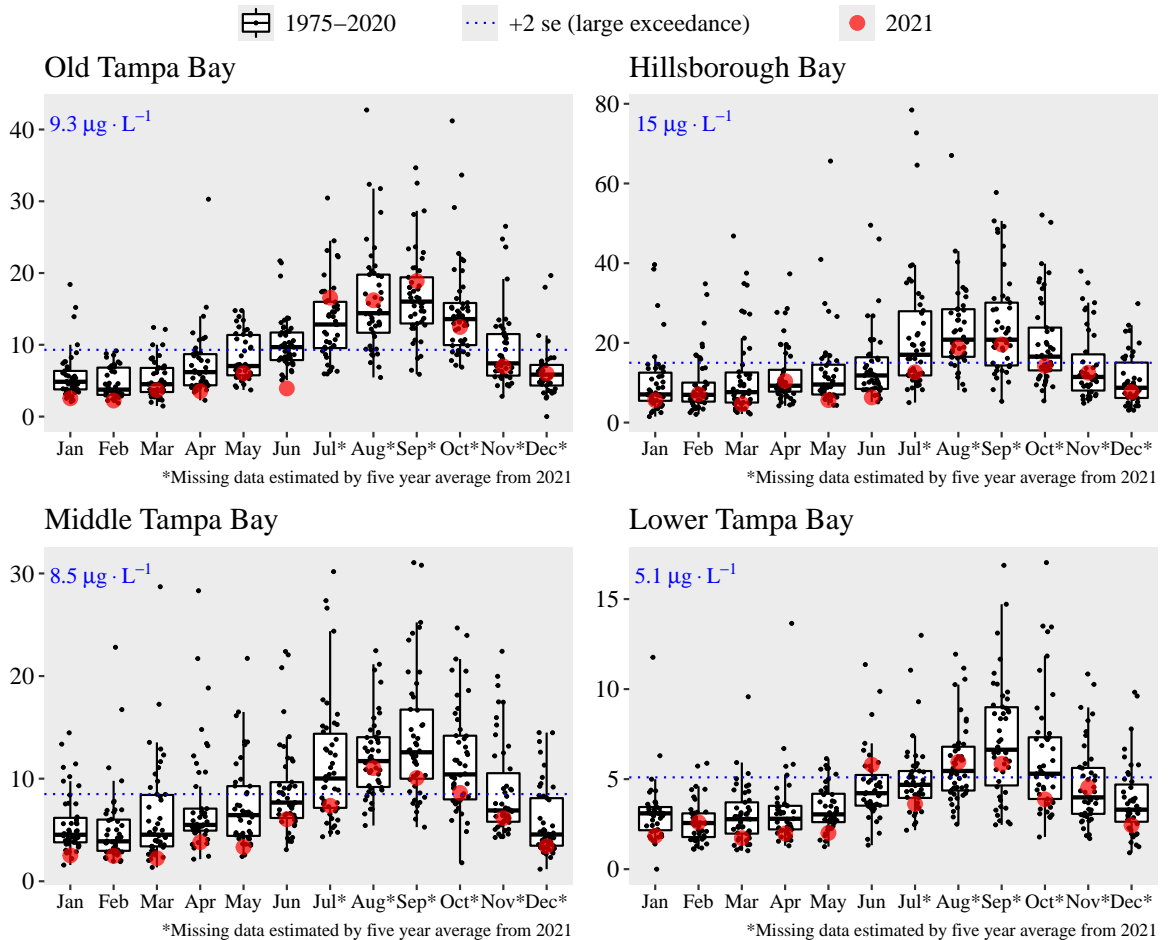 1975–2020 +2 se (large exceedance) 2021
Old Tampa Bay
9.3 μg · L⁻¹
40
30
20
10
0
Jan Feb Mar Apr May Jun Jul* Aug* Sep* Oct* Nov* Dec*
*Missing data estimated by five year average from 2021
Hillsborough Bay
15 μg · L⁻¹
80
60
40
20
0
Jan Feb Mar Apr May Jun Jul* Aug* Sep* Oct* Nov* Dec*
*Missing data estimated by five year average from 2021
Middle Tampa Bay
8.5 μg · L⁻¹
30
20
10
0
Jan Feb Mar Apr May Jun Jul* Aug* Sep* Oct* Nov* Dec*
*Missing data estimated by five year average from 2021
Lower Tampa Bay
5.1 μg · L⁻¹
15
10
5
0
Jan Feb Mar Apr May Jun Jul* Aug* Sep* Oct* Nov* Dec*
*Missing data estimated by five year average from 2021